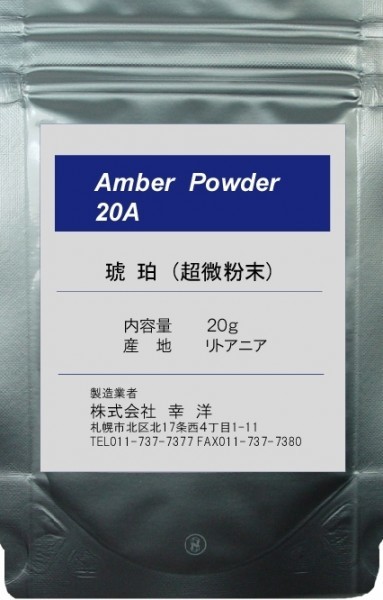 Amber Powder
20A
琥 珀 （超微粉末）
内容量 20g
産 地 リトアニア
製造業者
株式会社 幸 洋
札幌市北区北17条西4丁目1-11
TEL011-737-7377 FAX011-737-7380